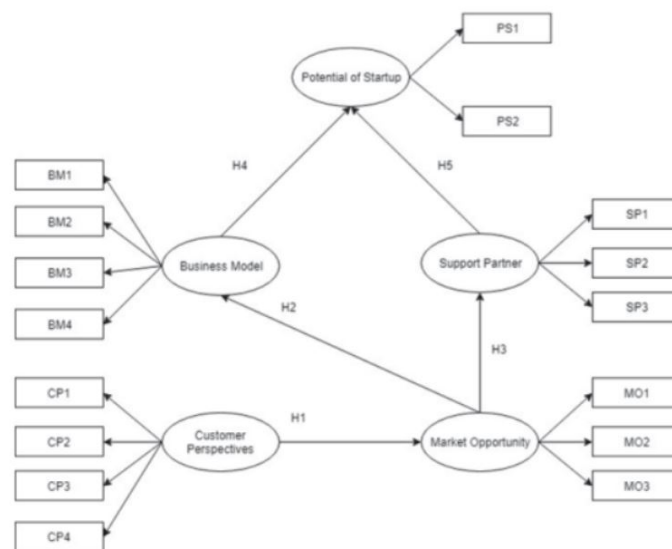 PS1
Potential of Startup
PS2
H4
H5
BM1
BM2
BM3
BM4
Business Model
Support Partner
SP1
SP2
SP3
H2
H3
CP1
CP2
CP3
CP4
H1
Customer
Perspectives
Market Opportunity
MO1
MO2
MO3